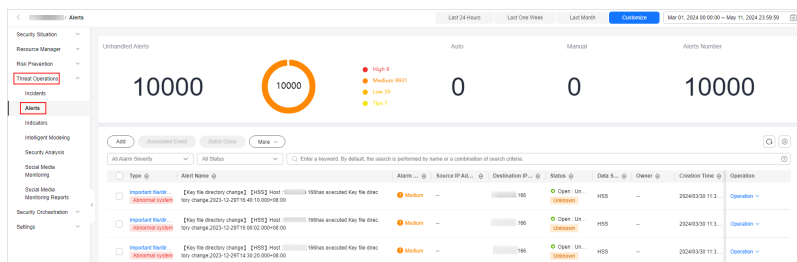 / Alerts
Last 24 Hours
Last One Week
Last Month
Customize
Mar 01, 2024 00:00:00 – May 11, 2024 23:59:59
Security Situation
Resource Manager
Risk Prevention
Threat Operations
Incidents
Alerts
Indicators
Intelligent Modeling
Security Analysis
Social Media
Monitoring
Social Media
Monitoring Reports
Security Orchestration
Settings
Unhandled Alerts
Auto
Manual
Alerts Number
10000
10000
High 9
Medium 9931
Low 59
Tips 1
0
0
10000
Add
Associated Event
Batch Close
More
All Alarm Severity
All Status
Enter a keyword. By default, the search is performed by name or a combination of search criteria.
Type
Alert Name
Alarm ...
Source IP Ad...
Destination IP...
Status
Data S...
Owner
Creation Time
Operation
Important file/dir...
Abnormal system
【Key file directory change】 【HSS】 Host
166has executed Key file direc
tory change,2023-12-29T16:40:10.000+08:00
Medium
--
.166
Open | Un...
Unknown
HSS
--
2024/03/30 11:3...
Operation
Important file/dir...
Abnormal system
【Key file directory change】 【HSS】 Host
166has executed Key file direc
tory change,2023-12-29T15:00:02.000+08:00
Medium
--
166
Open | Un...
Unknown
HSS
--
2024/03/30 11:3...
Operation
Important file/dir...
Abnormal system
【Key file directory change】 【HSS】 Host
166has executed Key file direc
tory change,2023-12-29T14:30:20.000+08:00
Medium
--
166
Open | Un...
Unknown
HSS
--
2024/03/30 11:3...
Operation